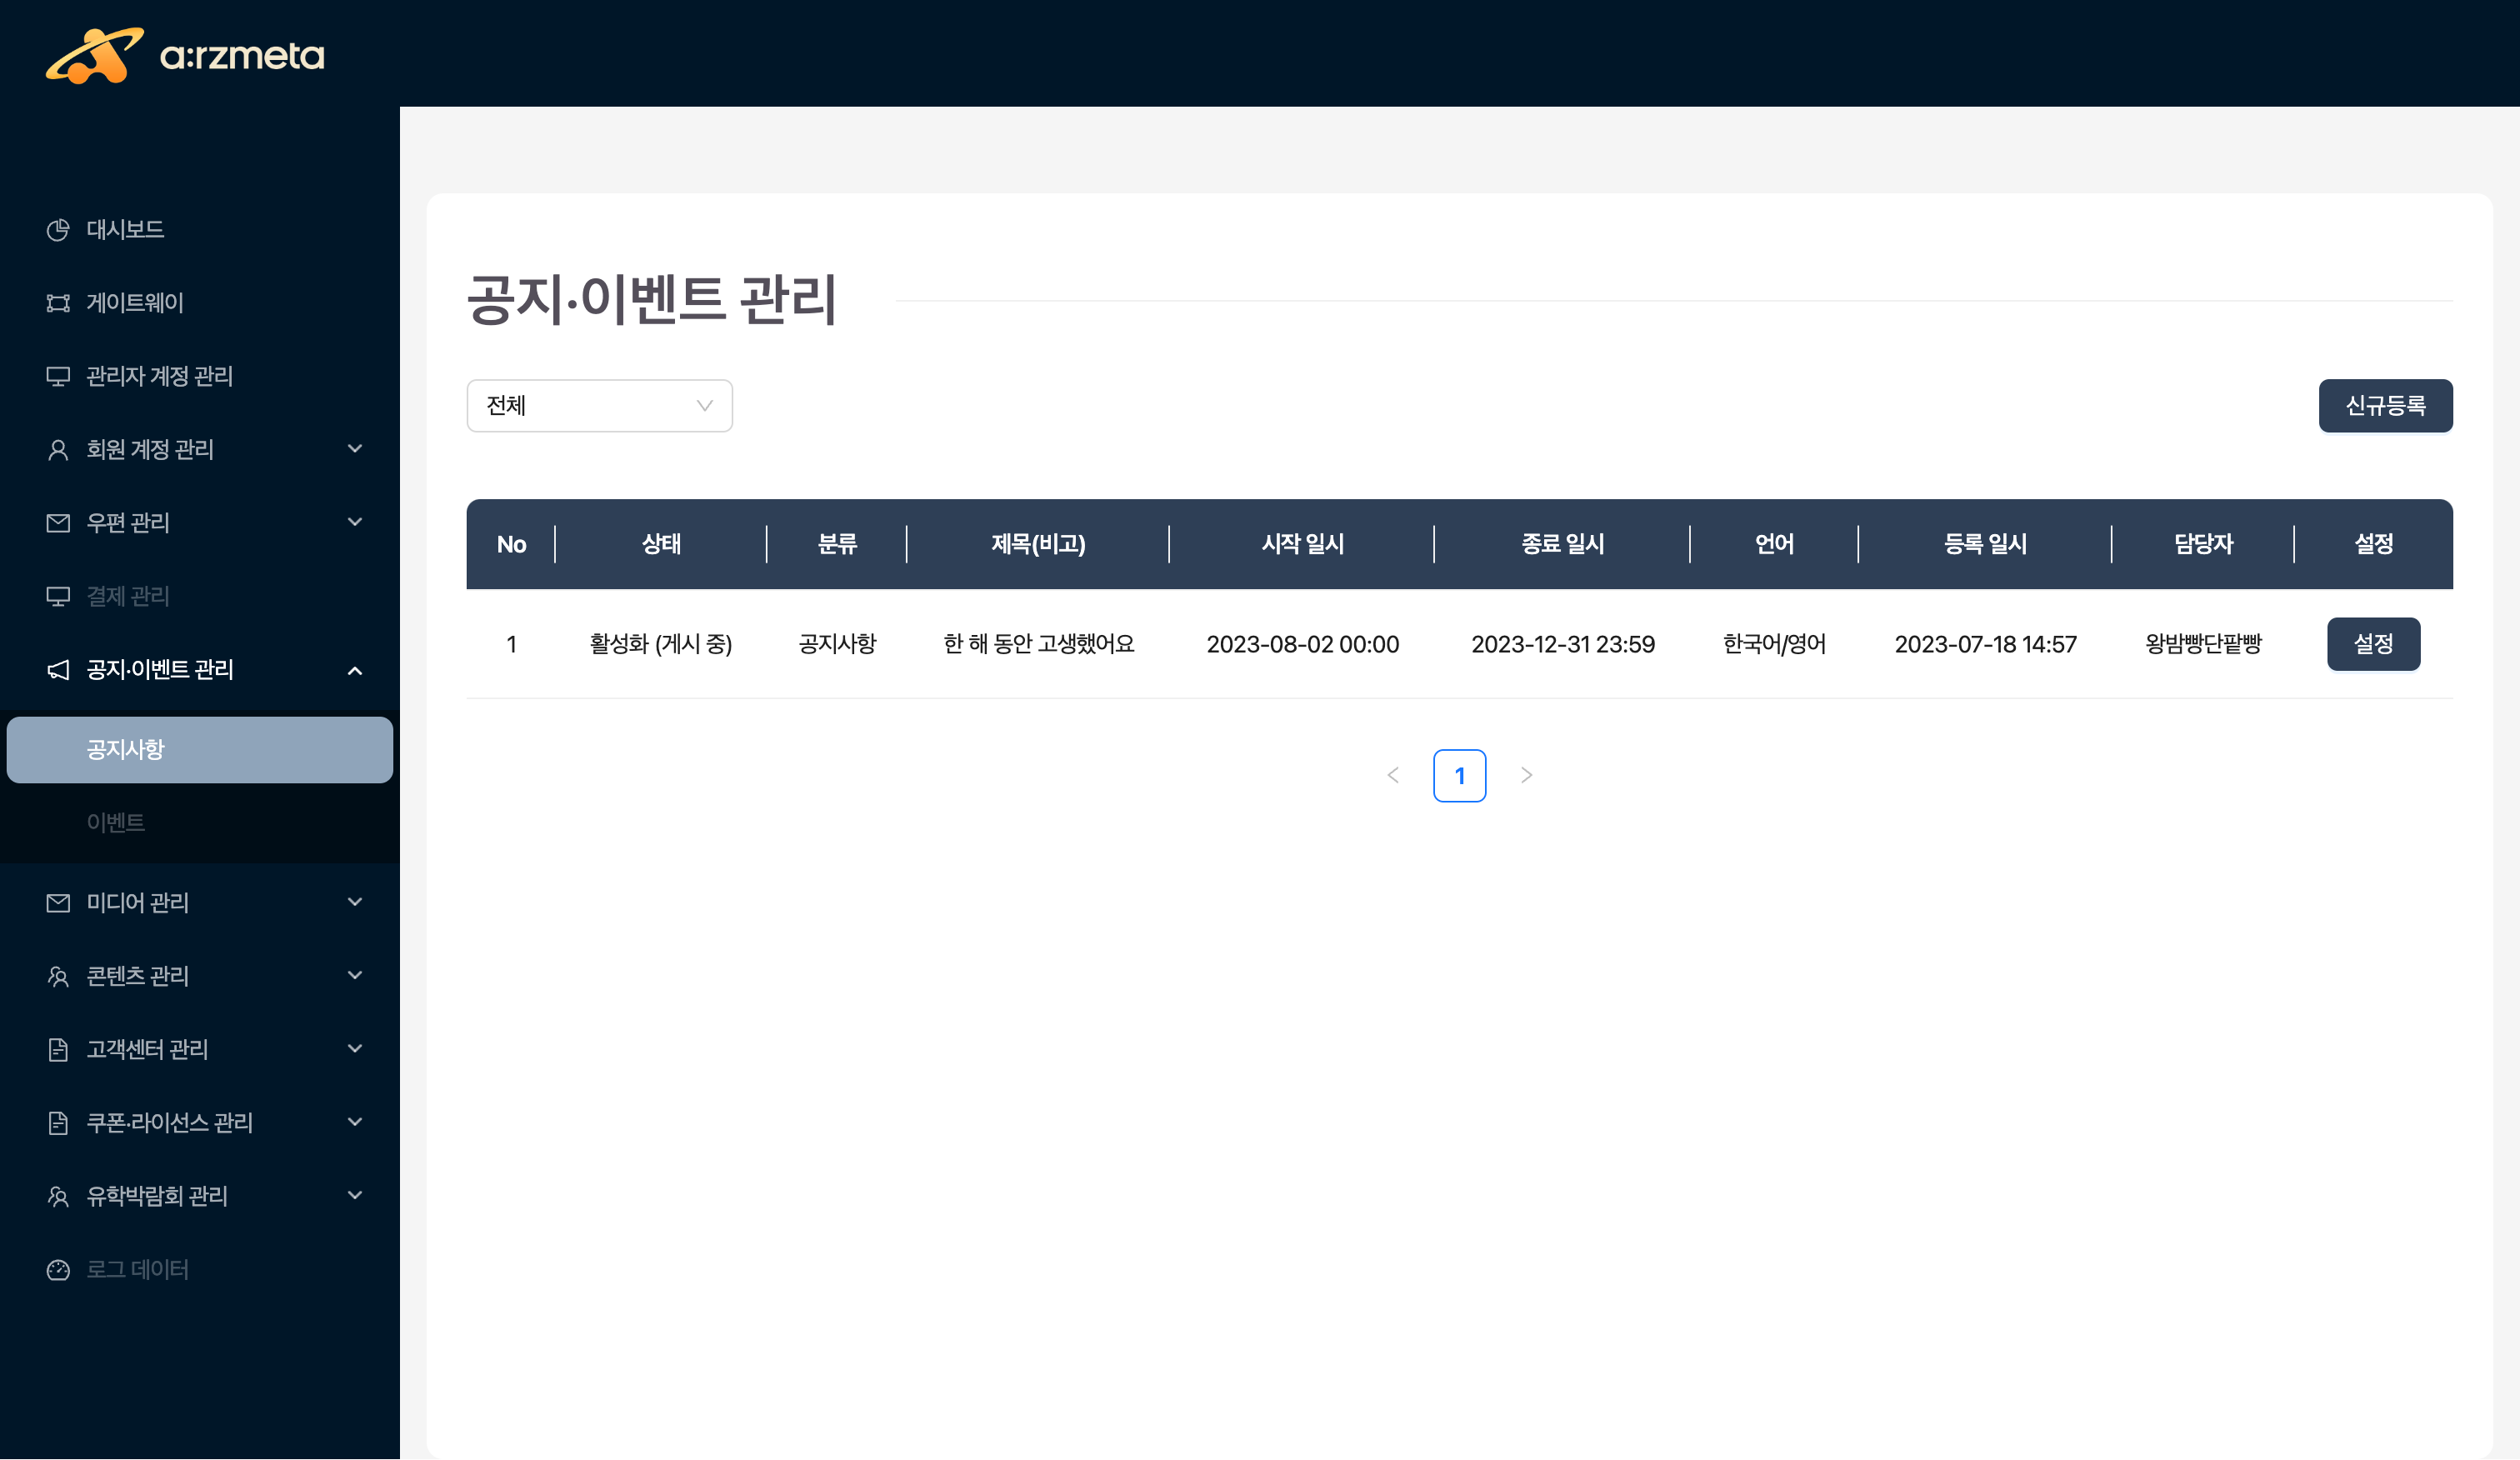 a:rzmeta
대시보드
게이트웨이
관리자 계정 관리
회원 계정 관리
우편 관리
결제 관리
공지·이벤트 관리
공지사항
이벤트
미디어 관리
콘텐츠 관리
고객센터 관리
쿠폰·라이선스 관리
유학박람회 관리
로그 데이터
공지·이벤트 관리
전체
신규등록
No 상태 분류 제목(비고) 시작 일시 종료 일시 언어 등록 일시 담당자 설정
1 활성화 (게시 중) 공지사항 한 해 동안 고생했어요 2023-08-02 00:00 2023-12-31 23:59 한국어/영어 2023-07-18 14:57 왕밤빵단팥빵 설정
1